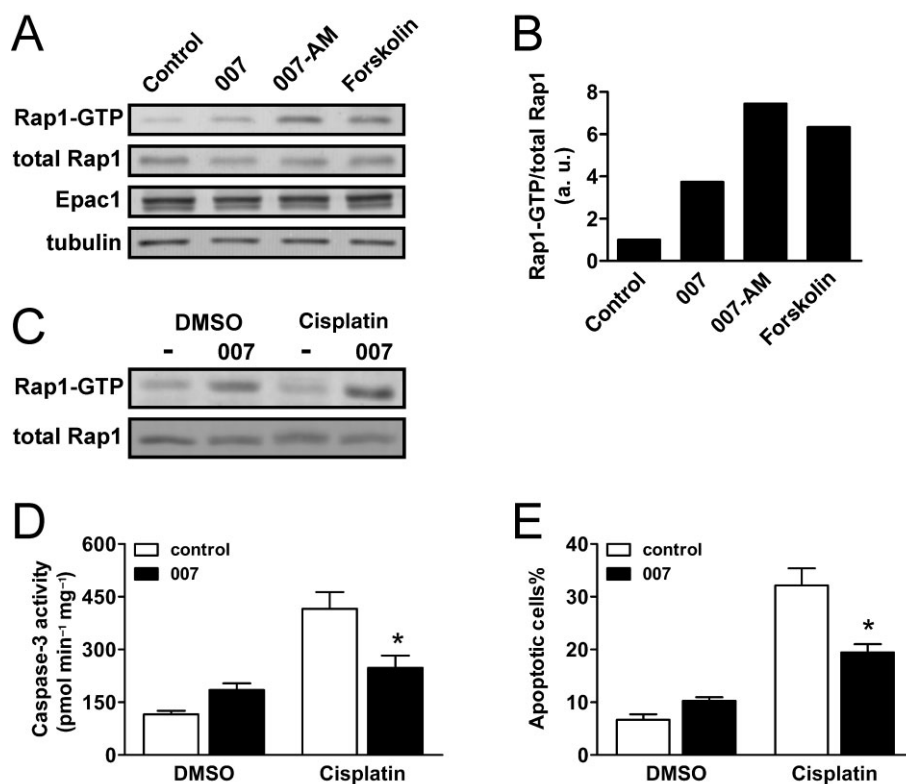 A
Control 007 007-AM Forskolin
Rap1-GTP
total Rap1
Epac1
tubulin
B
Rap1-GTP/total Rap1
(a. u.)
8
6
4
2
0
Control 007 007-AM Forskolin
C
DMSO Cisplatin
- 007 - 007
Rap1-GTP
total Rap1
D
Caspase-3 activity
(pmol min⁻¹ mg⁻¹)
600
450
300
150
0
control
007
*
DMSO Cisplatin
E
Apoptotic cells%
40
30
20
10
0
control
007
*
DMSO Cisplatin